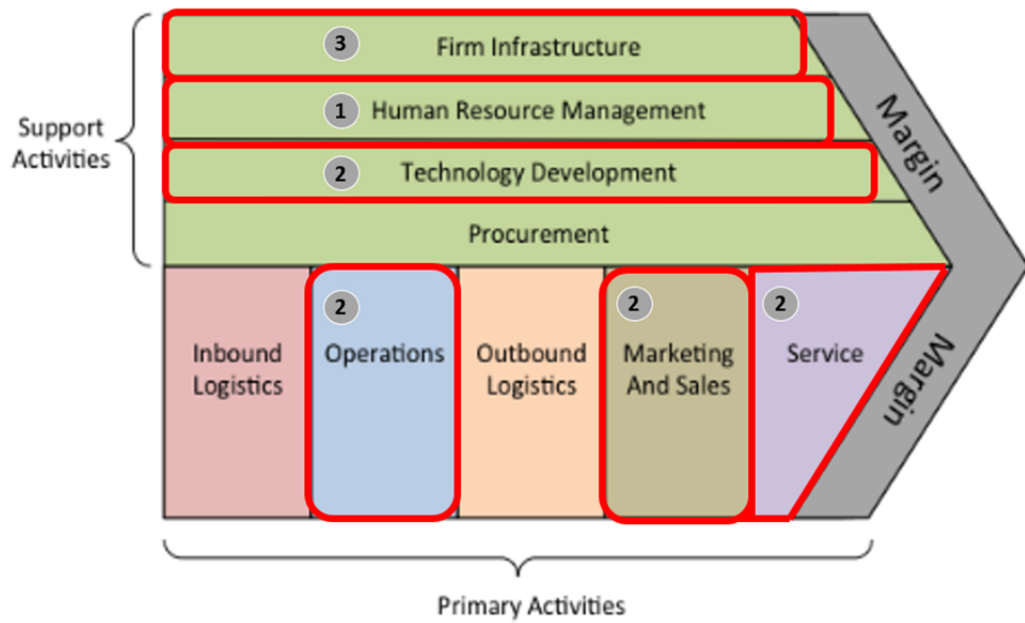 3 Firm Infrastructure
Support
Activities
1 Human Resource Management
2 Technology Development
Procurement
Margin
2 2 2
Inbound
Logistics
Operations
Outbound
Logistics
Marketing
And Sales
Service
Margin
Primary Activities